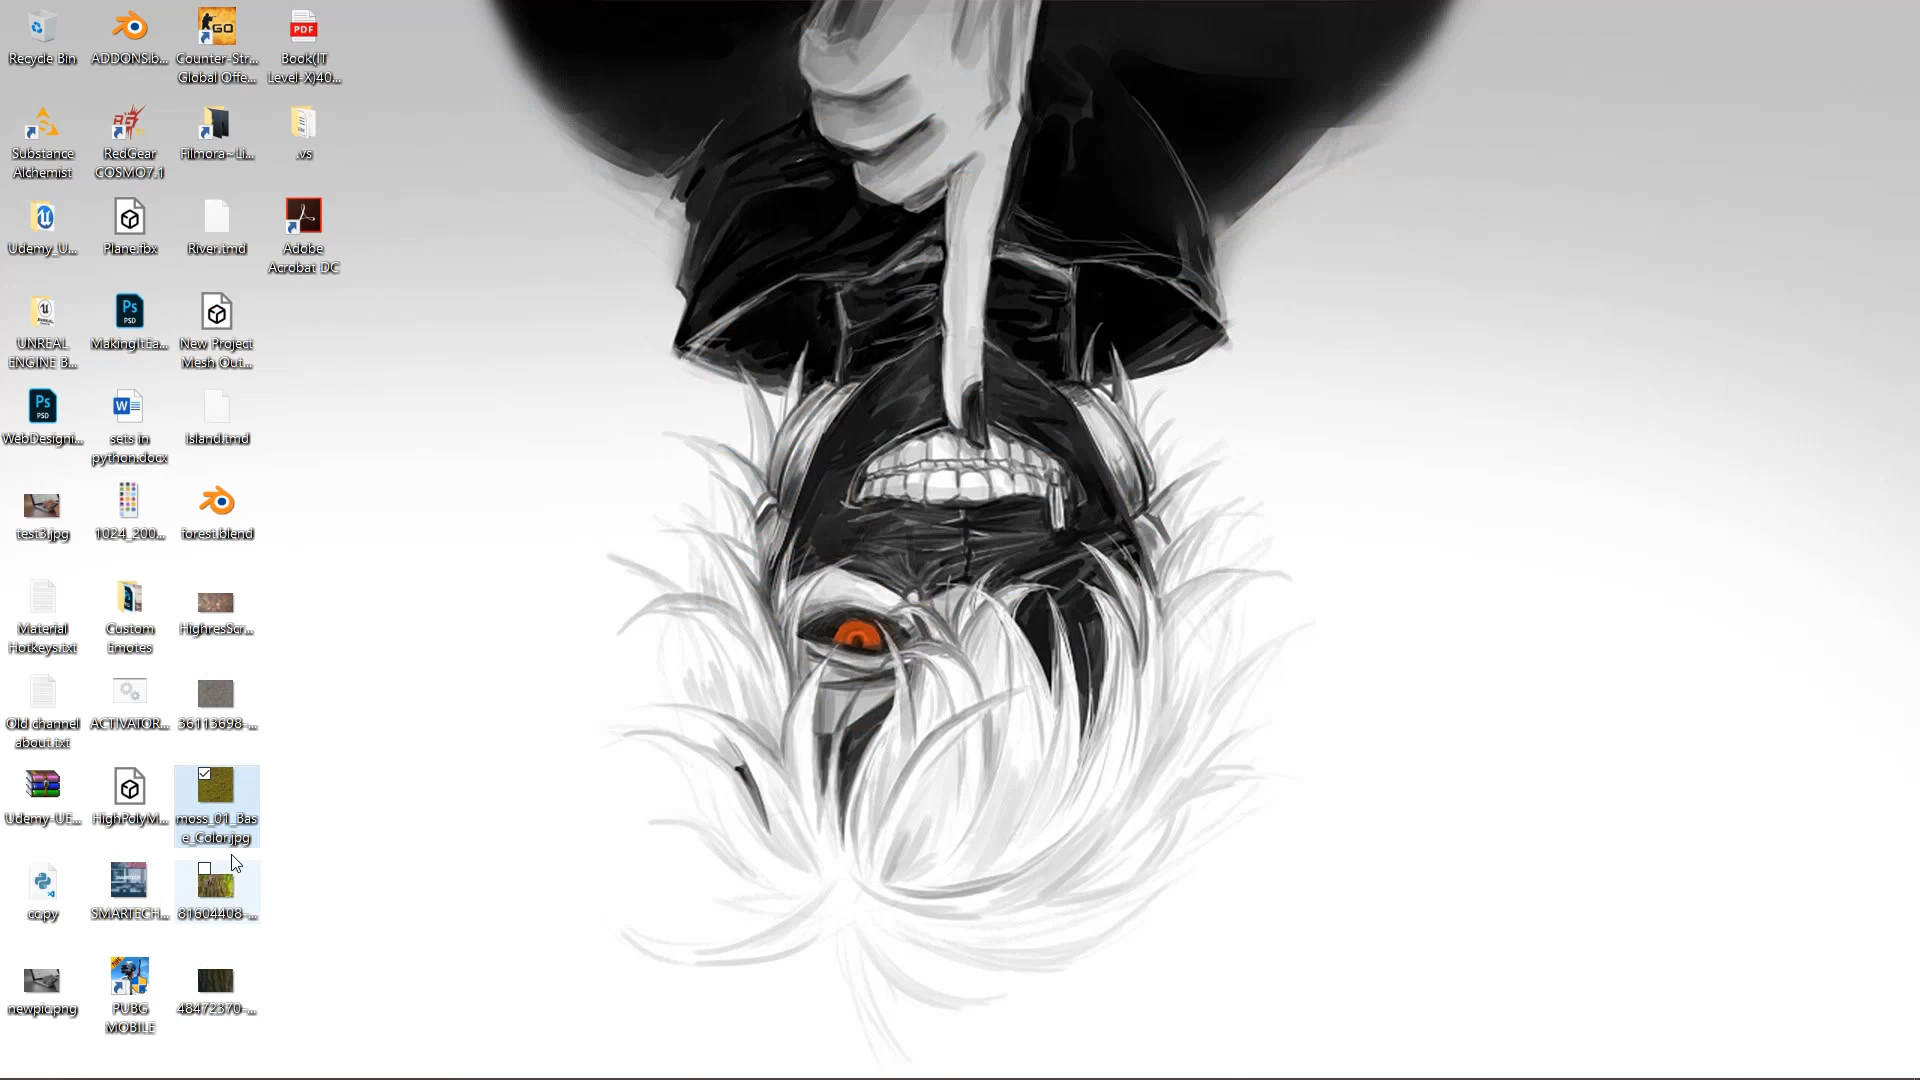 Recycle Bin
ADDONS.b...
Counter-Str...
Global Offe...
Book(IT
Level-X)40...
Substance
Alchemist
RedGear
COSMO7.1
Filmora~Li...
.vs
Udemy_U...
Plane.fbx
River.tmd
Adobe
Acrobat DC
UNREAL
ENGINE B...
MakingItEa...
New Project
Mesh Out...
WebDesigni...
sets in
python.docx
Island.tmd
test3.jpg
1024_200...
forest.blend
Material
Hotkeys.txt
Custom
Emotes
HighresScr...
Old channel
about.txt
ACTIVATOR...
36113698-...
Udemy-UE...
HighPolyM...
moss_01_Bas
e_Color.jpg
cc.py
SMARTECH...
81604408-...
newpic.png
PUBG
MOBILE
48472370-...